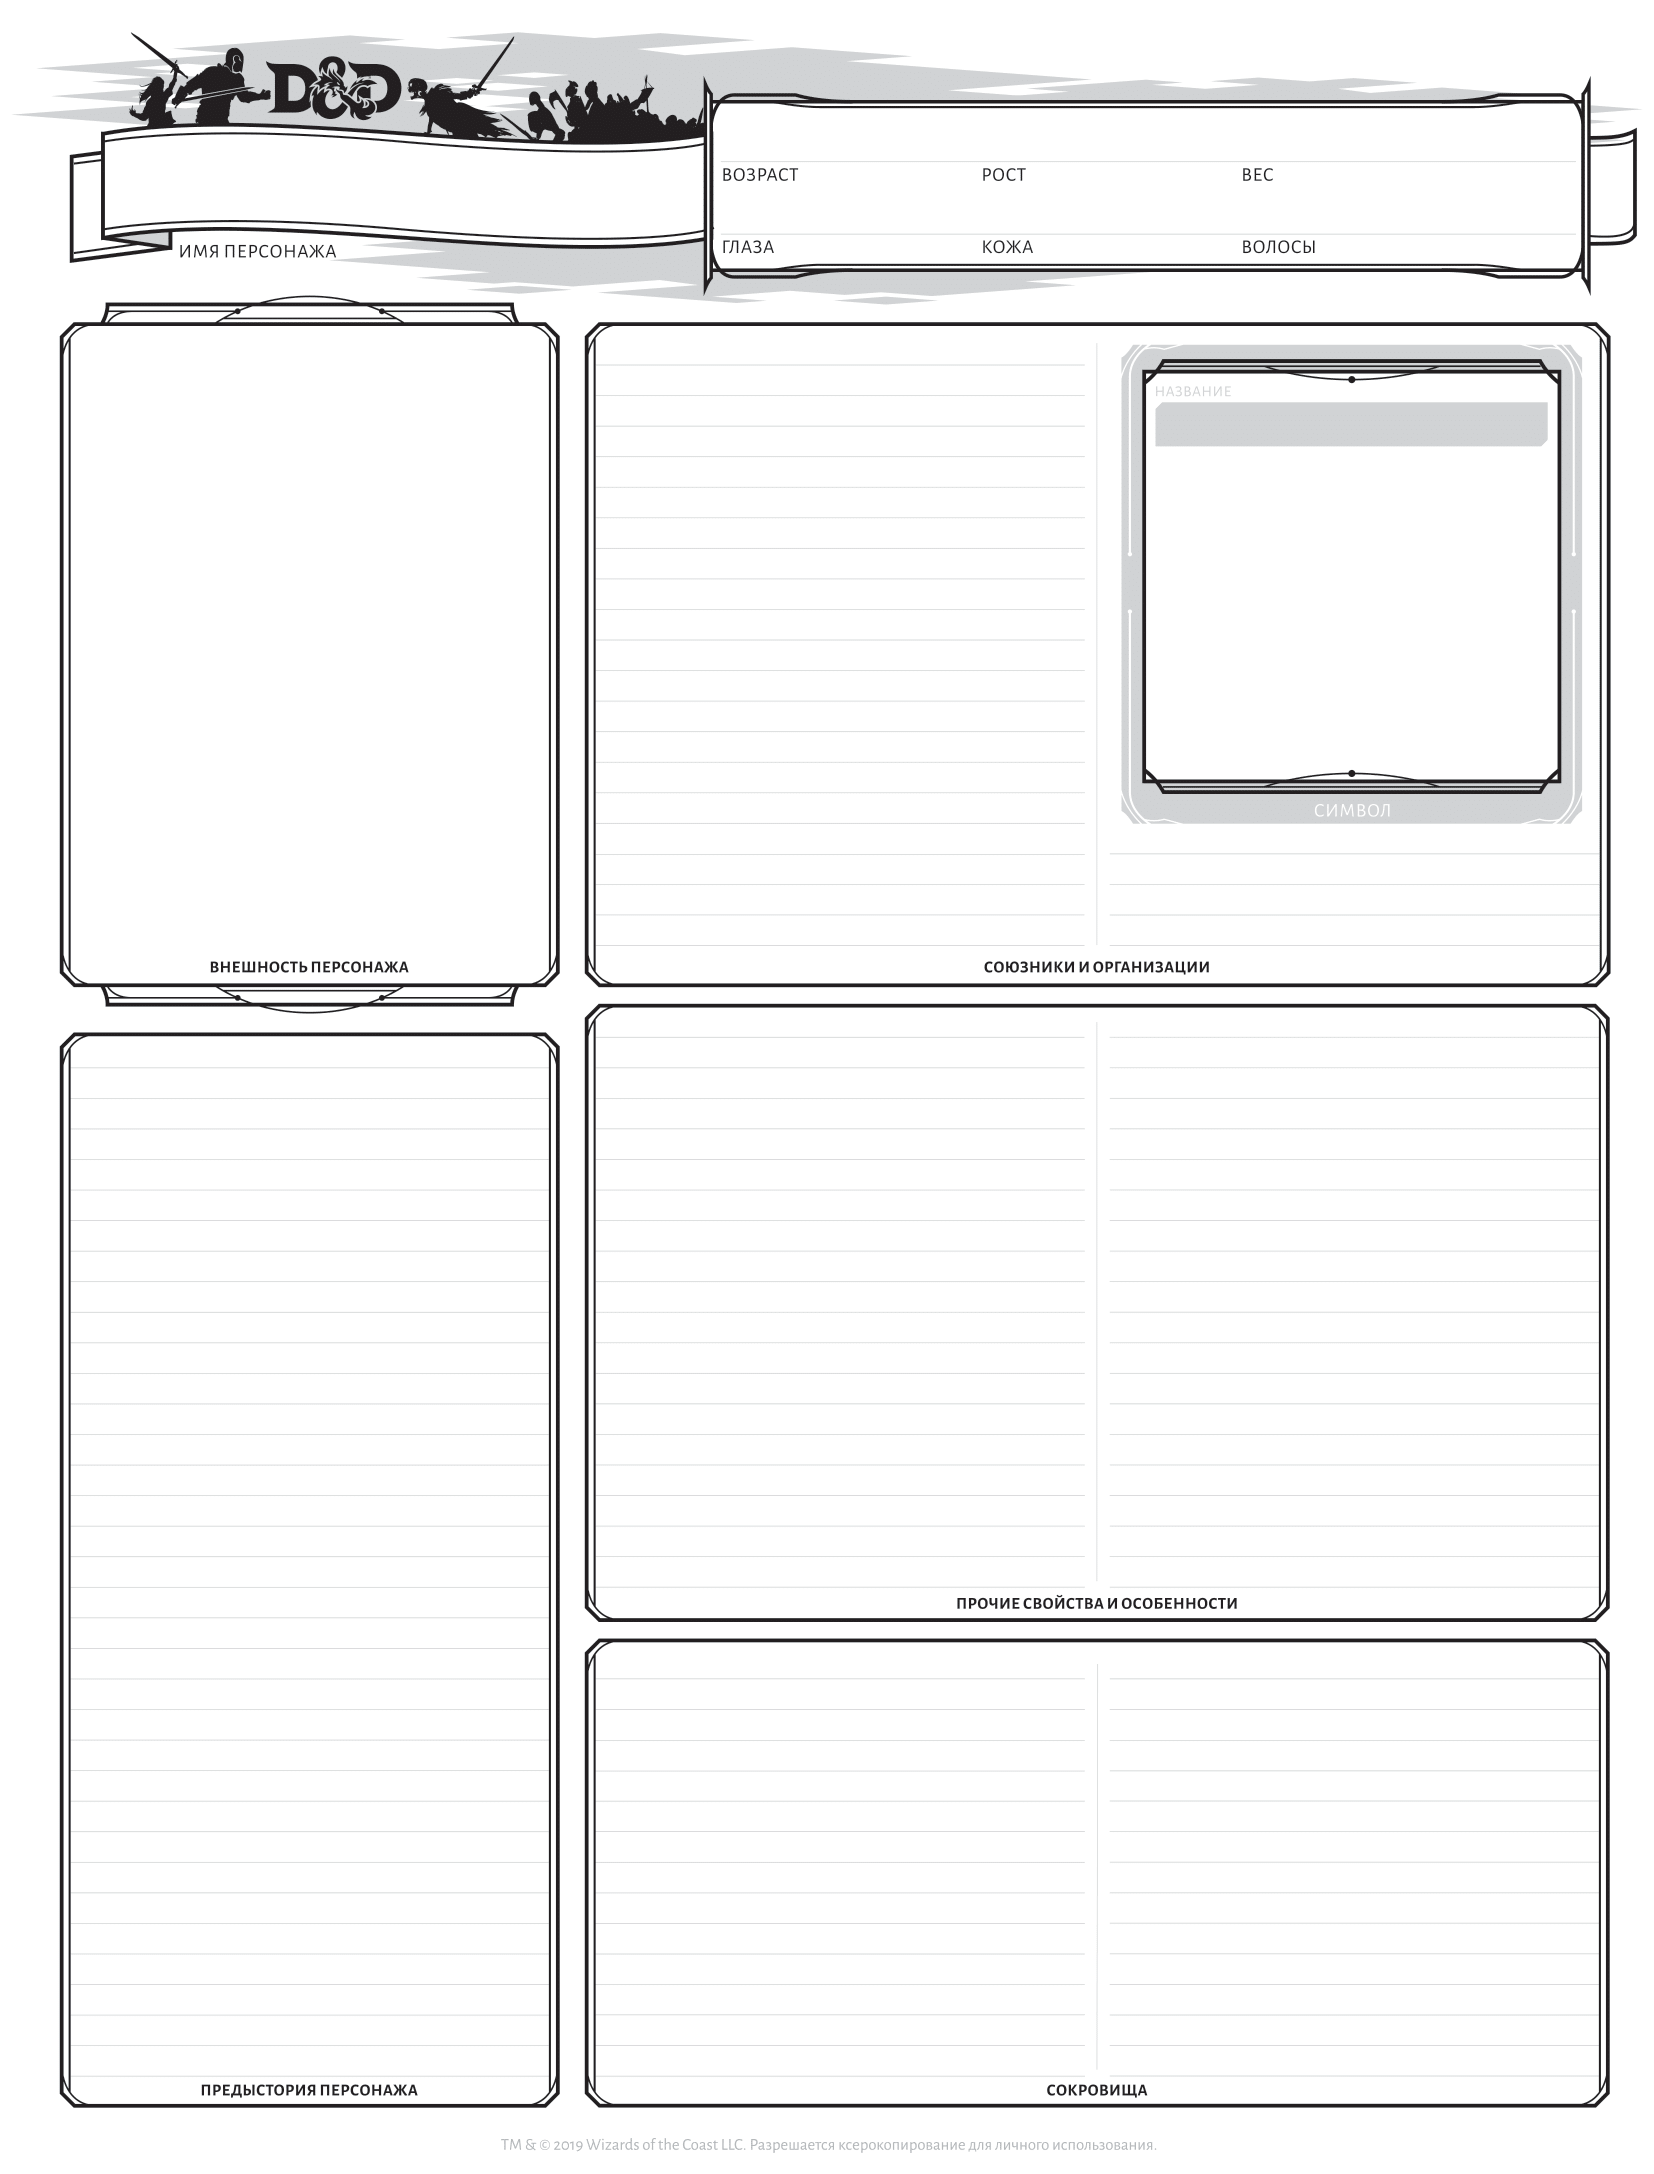 D&D
ВОЗРАСТ РОСТ ВЕС
ИМЯ ПЕРСОНАЖА
ГЛАЗА КОЖА ВОЛОСЫ
НАЗВАНИЕ
СИМВОЛ
ВНЕШНОСТЬ ПЕРСОНАЖА
СОЮЗНИКИ И ОРГАНИЗАЦИИ
ПРОЧИЕ СВОЙСТВА И ОСОБЕННОСТИ
ПРЕДЫСТОРИЯ ПЕРСОНАЖА
СОКРОВИЩА
TM & © 2019 Wizards of the Coast LLC. Разрешается ксерокопирование для личного использования.